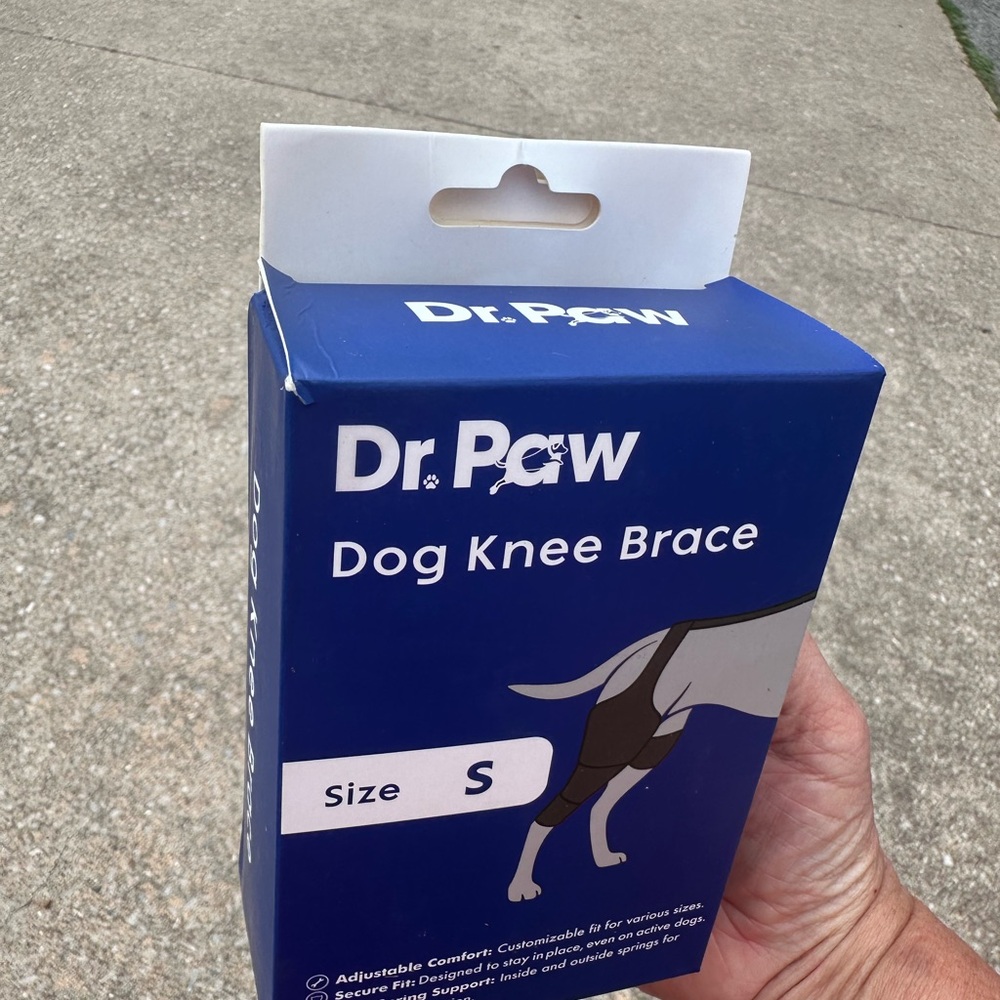 Dr. Paw
Dr. Paw
Dog Knee Brace
Dog Knee Brace
Size S
Adjustable Comfort: Customizable fit for various sizes.
Secure Fit: Designed to stay in place, even on active dogs.
Support: Inside and outside springs for